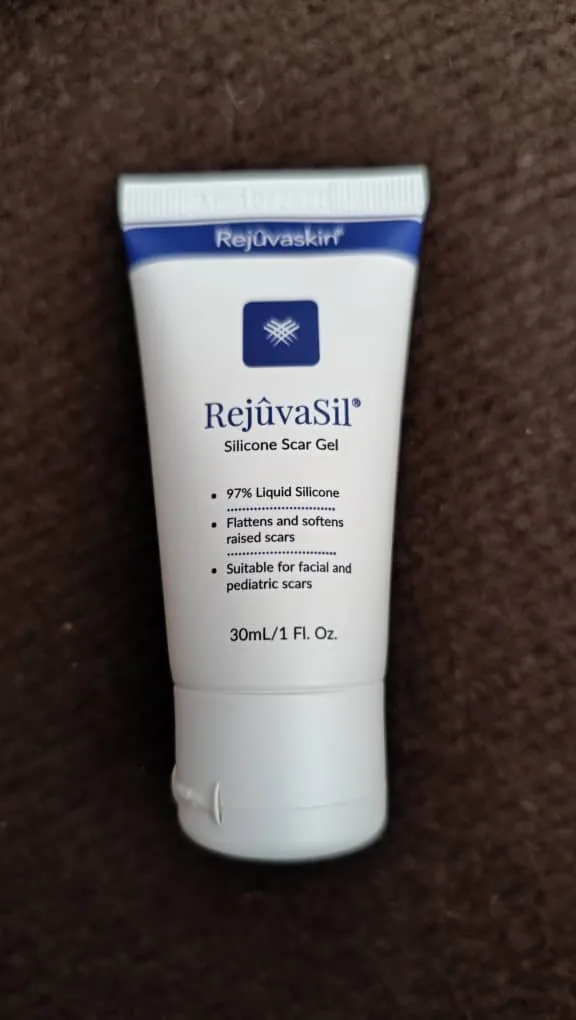 Rejûvaskin®
RejûvaSil®
Silicone Scar Gel
• 97% Liquid Silicone
• Flattens and softens
raised scars
• Suitable for facial and
pediatric scars
30mL/1 Fl. Oz.